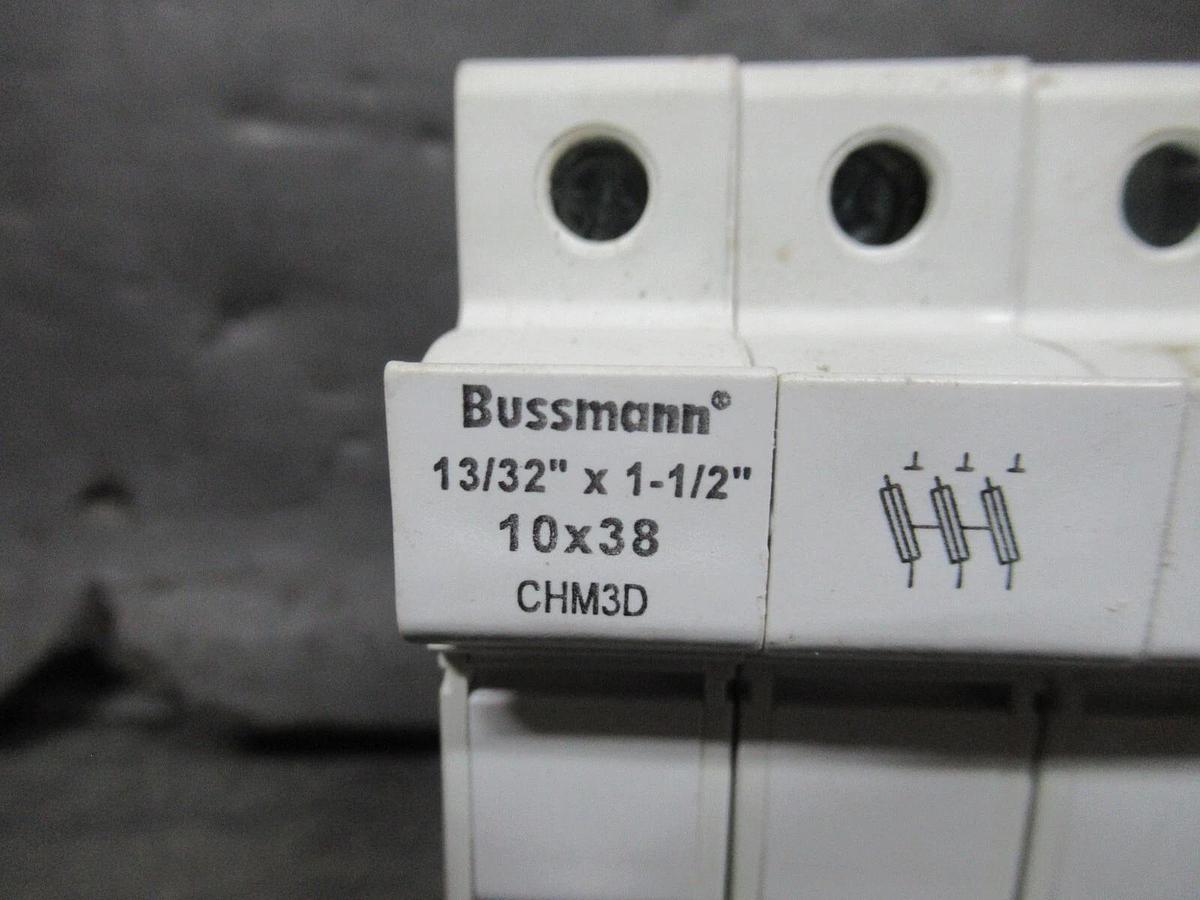 Bussmann®
13/32" x 1-1/2"
10x38
CHM3D